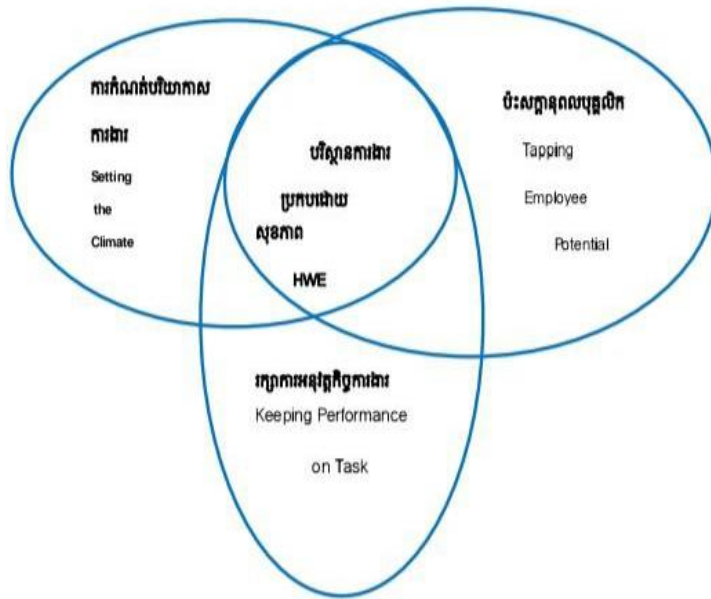 ការកំណត់បរិយាកាស
ការងារ
Setting
the
Climate
បរិស្ថានការងារ
ប្រកបដោយ
សុខភាព
HWE
ប៉ះសក្តានុពលបុគ្គលិក
Tapping
Employee
Potential
រក្សាការអនុវត្តកិច្ចការងារ
Keeping Performance
on Task